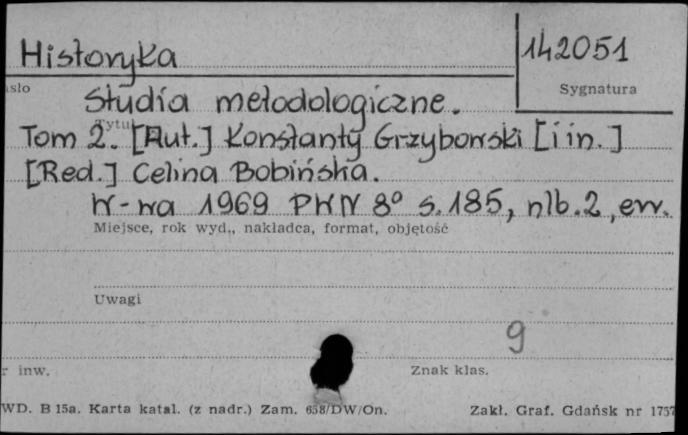 Historyka
142051
Sygnatura
Studia metodologiczne.
Tom 2. [Aut.] Konstanty Grzybowski [i in.]
[Red.] Celina Bobińska.
W-wa 1969 PWN 8° s.185, nlb.2, err.
Miejsce, rok wyd., nakładca, format, objętość
Uwagi
9
r inw.
Znak klas.
WD. B 15a. Karta katal. (z nadr.) Zam. 658/DW/On.
Zakł. Graf. Gdańsk nr 1757